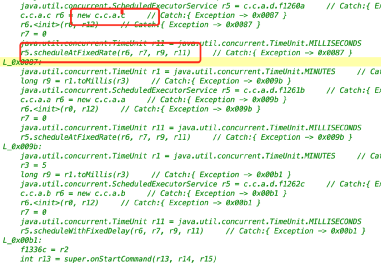 java.util.concurrent.ScheduledExecutorService r5 = c.c.a.d.f1260a // Catch:{ Ex
c.c.a.c r6 = new c.c.a.c // Catch:{ Exception -> 0x0087 }
r6.<init>(r0, r12) // Catch:{ Exception -> 0x0087 }
r7 = 0
java.util.concurrent.TimeUnit r11 = java.util.concurrent.TimeUnit.MILLISECONDS
r5.scheduleAtFixedRate(r6, r7, r9, r11) // Catch:{ Exception -> 0x0087 }
L_0x0087:
java.util.concurrent.TimeUnit r1 = java.util.concurrent.TimeUnit.MINUTES // Cat
long r9 = r1.toMillis(r3) // Catch:{ Exception -> 0x009b }
java.util.concurrent.ScheduledExecutorService r5 = c.c.a.d.f1261b // Catch:{ Ex
c.c.a.a r6 = new c.c.a.a // Catch:{ Exception -> 0x009b }
r6.<init>(r0, r12) // Catch:{ Exception -> 0x009b }
r7 = 0
java.util.concurrent.TimeUnit r11 = java.util.concurrent.TimeUnit.MILLISECONDS
r5.scheduleAtFixedRate(r6, r7, r9, r11) // Catch:{ Exception -> 0x009b }
L_0x009b:
java.util.concurrent.TimeUnit r1 = java.util.concurrent.TimeUnit.MINUTES // Cat
r3 = 5
long r9 = r1.toMillis(r3) // Catch:{ Exception -> 0x00b1 }
java.util.concurrent.ScheduledExecutorService r5 = c.c.a.d.f1262c // Catch:{ Ex
c.c.a.b r6 = new c.c.a.b // Catch:{ Exception -> 0x00b1 }
r6.<init>(r0, r12) // Catch:{ Exception -> 0x00b1 }
r7 = 0
java.util.concurrent.TimeUnit r11 = java.util.concurrent.TimeUnit.MILLISECONDS
r5.scheduleWithFixedDelay(r6, r7, r9, r11) // Catch:{ Exception -> 0x00b1 }
L_0x00b1:
f1336c = r2
int r13 = super.onStartCommand(r13, r14, r15)